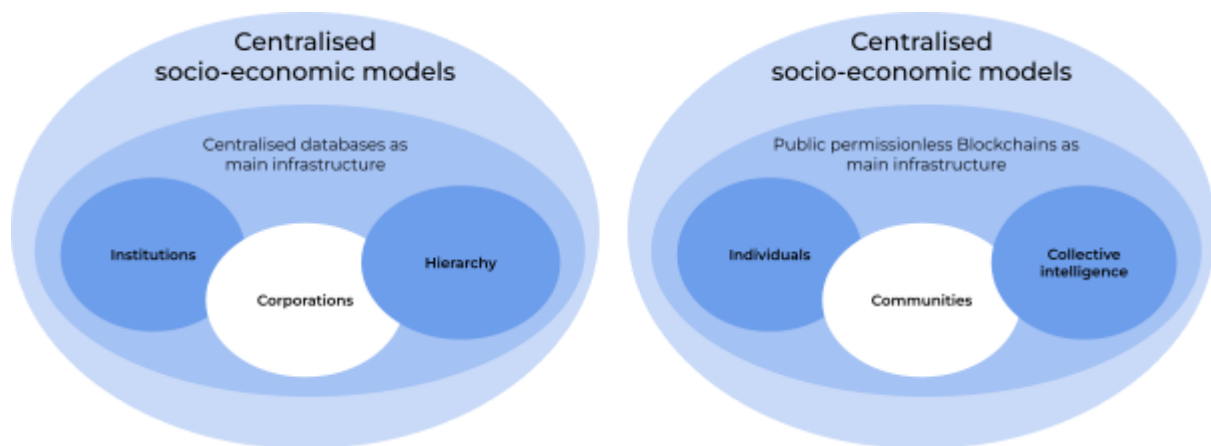 Centralised
socio-economic models
Centralised databases as
main infrastructure
Institutions
Corporations
Hierarchy
Centralised
socio-economic models
Public permissionless Blockchains as
main infrastructure
Individuals
Communities
Collective
intelligence